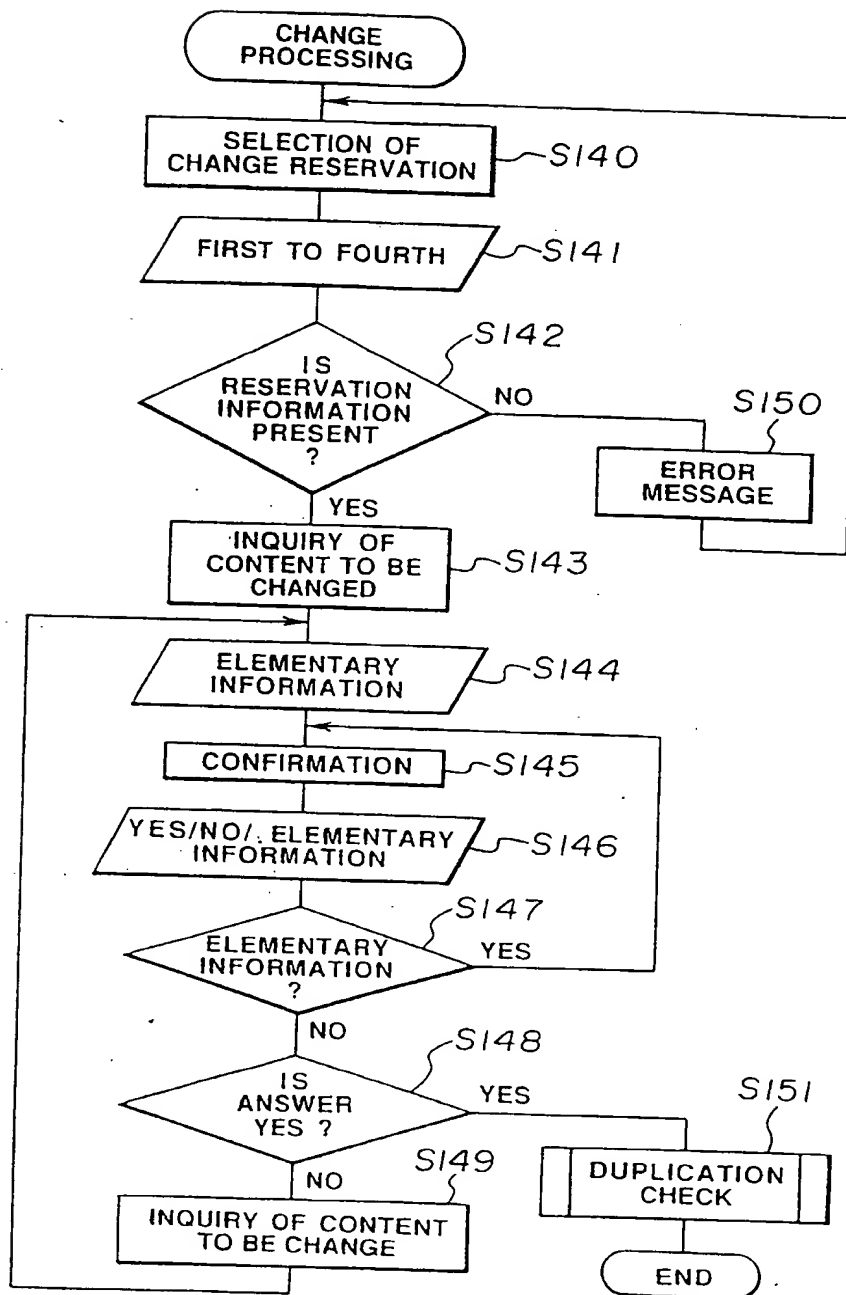 CHANGE
PROCESSING
SELECTION OF
CHANGE RESERVATION
S140
FIRST TO FOURTH
S141
S142
IS
RESERVATION
INFORMATION
PRESENT
?
NO
S150
ERROR
MESSAGE
YES
INQUIRY OF
CONTENT TO BE
CHANGED
S143
ELEMENTARY
INFORMATION
S144
CONFIRMATION
S145
YES/NO/ ELEMENTARY
INFORMATION
S146
S147
ELEMENTARY
INFORMATION
?
YES
NO
S148
IS
ANSWER
YES ?
YES
S151
DUPLICATION
CHECK
NO
S149
INQUIRY OF CONTENT
TO BE CHANGE
END